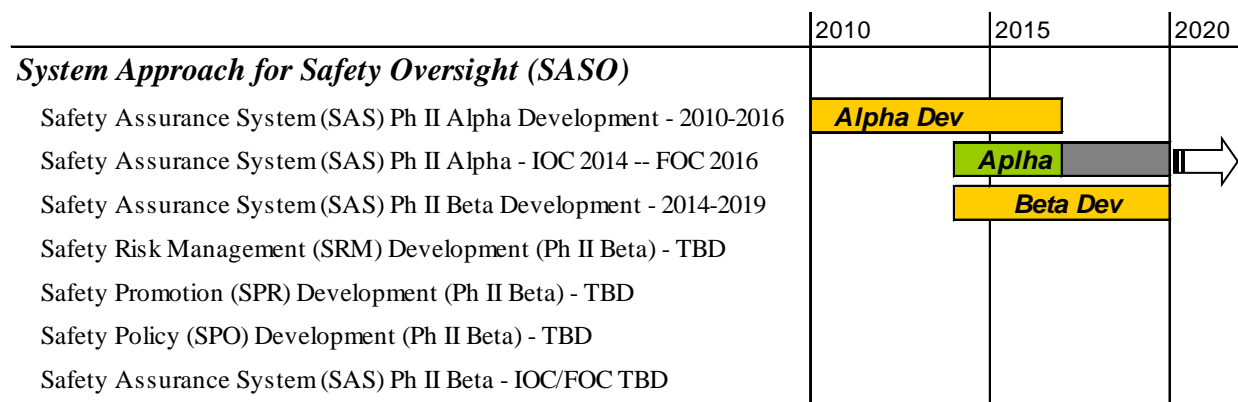 2010 2015 2020
System Approach for Safety Oversight (SASO)
Safety Assurance System (SAS) Ph II Alpha Development - 2010-2016 Alpha Dev
Safety Assurance System (SAS) Ph II Alpha - IOC 2014 -- FOC 2016 Aplha
Safety Assurance System (SAS) Ph II Beta Development - 2014-2019 Beta Dev
Safety Risk Management (SRM) Development (Ph II Beta) - TBD
Safety Promotion (SPR) Development (Ph II Beta) - TBD
Safety Policy (SPO) Development (Ph II Beta) - TBD
Safety Assurance System (SAS) Ph II Beta - IOC/FOC TBD